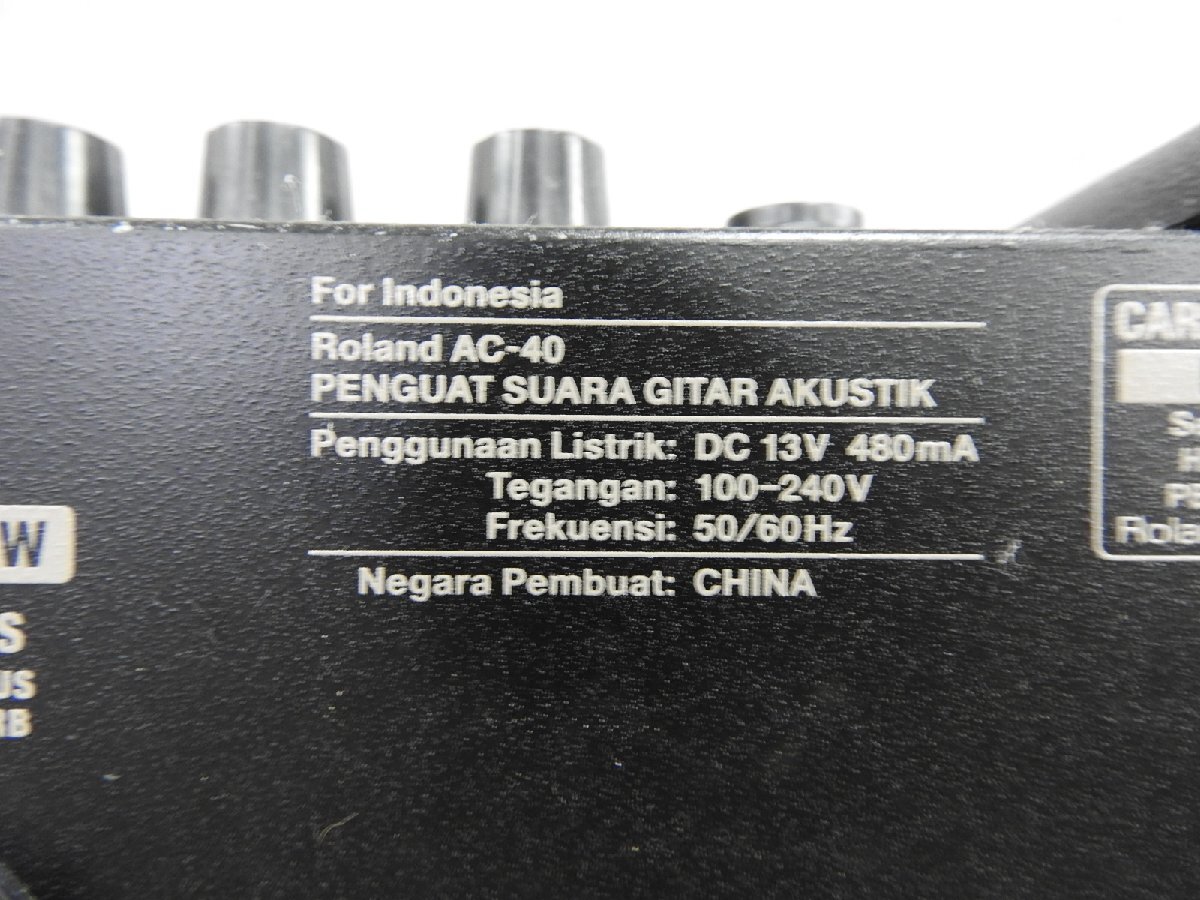 For Indonesia
Roland AC-40
PENGUAT SUARA GITAR AKUSTIK
Penggunaan Listrik: DC 13V 480mA
Tegangan: 100-240V
Frekuensi: 50/60Hz
Negara Pembuat: CHINA